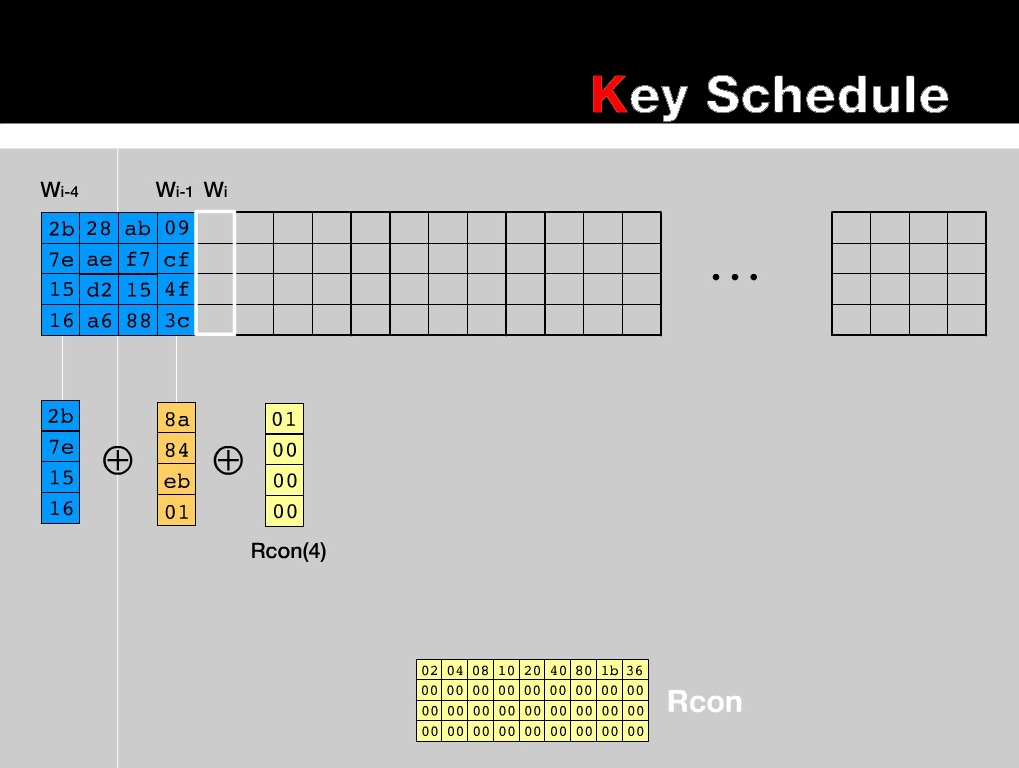 Key Schedule
Wi-4 Wi-1 Wi
2b 28 ab 09
7e ae f7 cf
15 d2 15 4f
16 a6 88 3c
...
2b 8a 01
7e 84 00
15 eb 00
16 01 00
⊕ ⊕
Rcon(4)
02 04 08 10 20 40 80 1b 36
00 00 00 00 00 00 00 00 00
00 00 00 00 00 00 00 00 00
00 00 00 00 00 00 00 00 00
Rcon